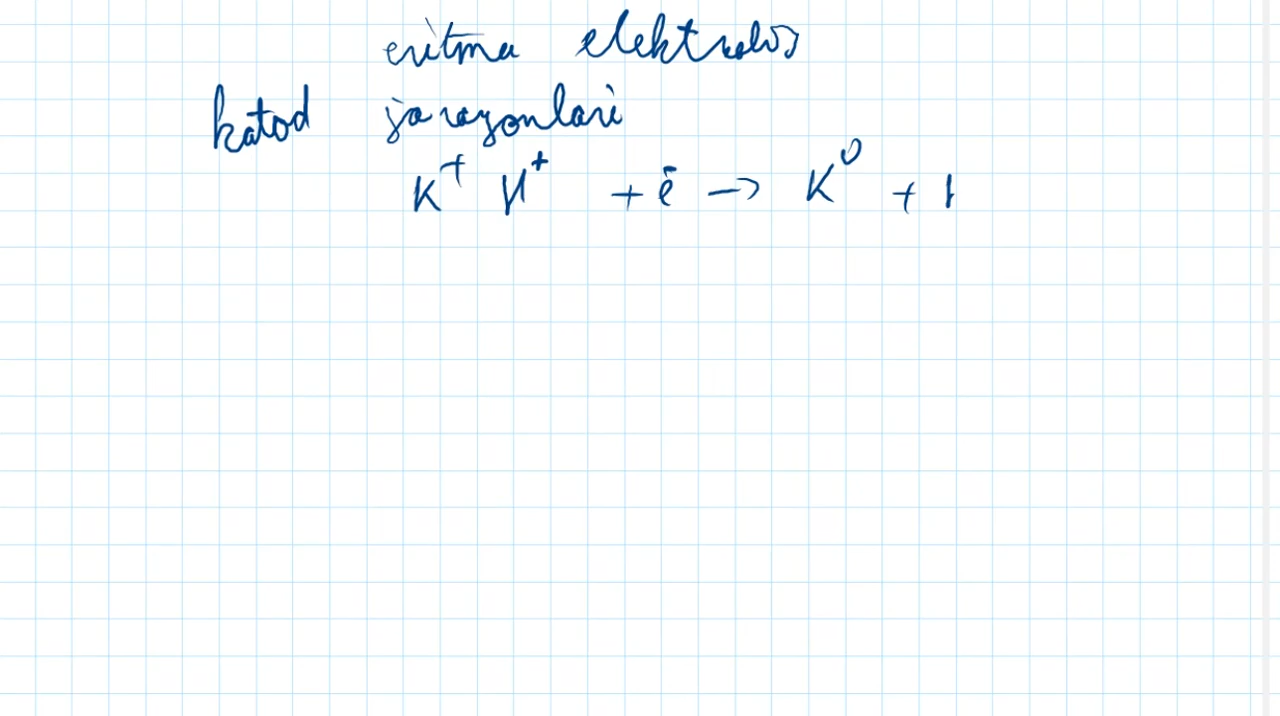 eritma elektroliz
katod jarayonlari
K⁺ H⁺ + ē → K⁰ +